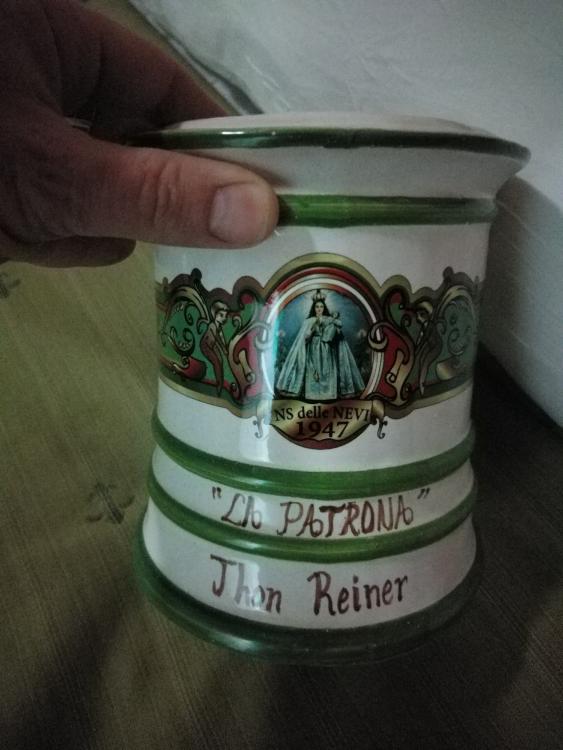 NS delle NEVI
1947
"LA PATRONA"
Jhon Reiner